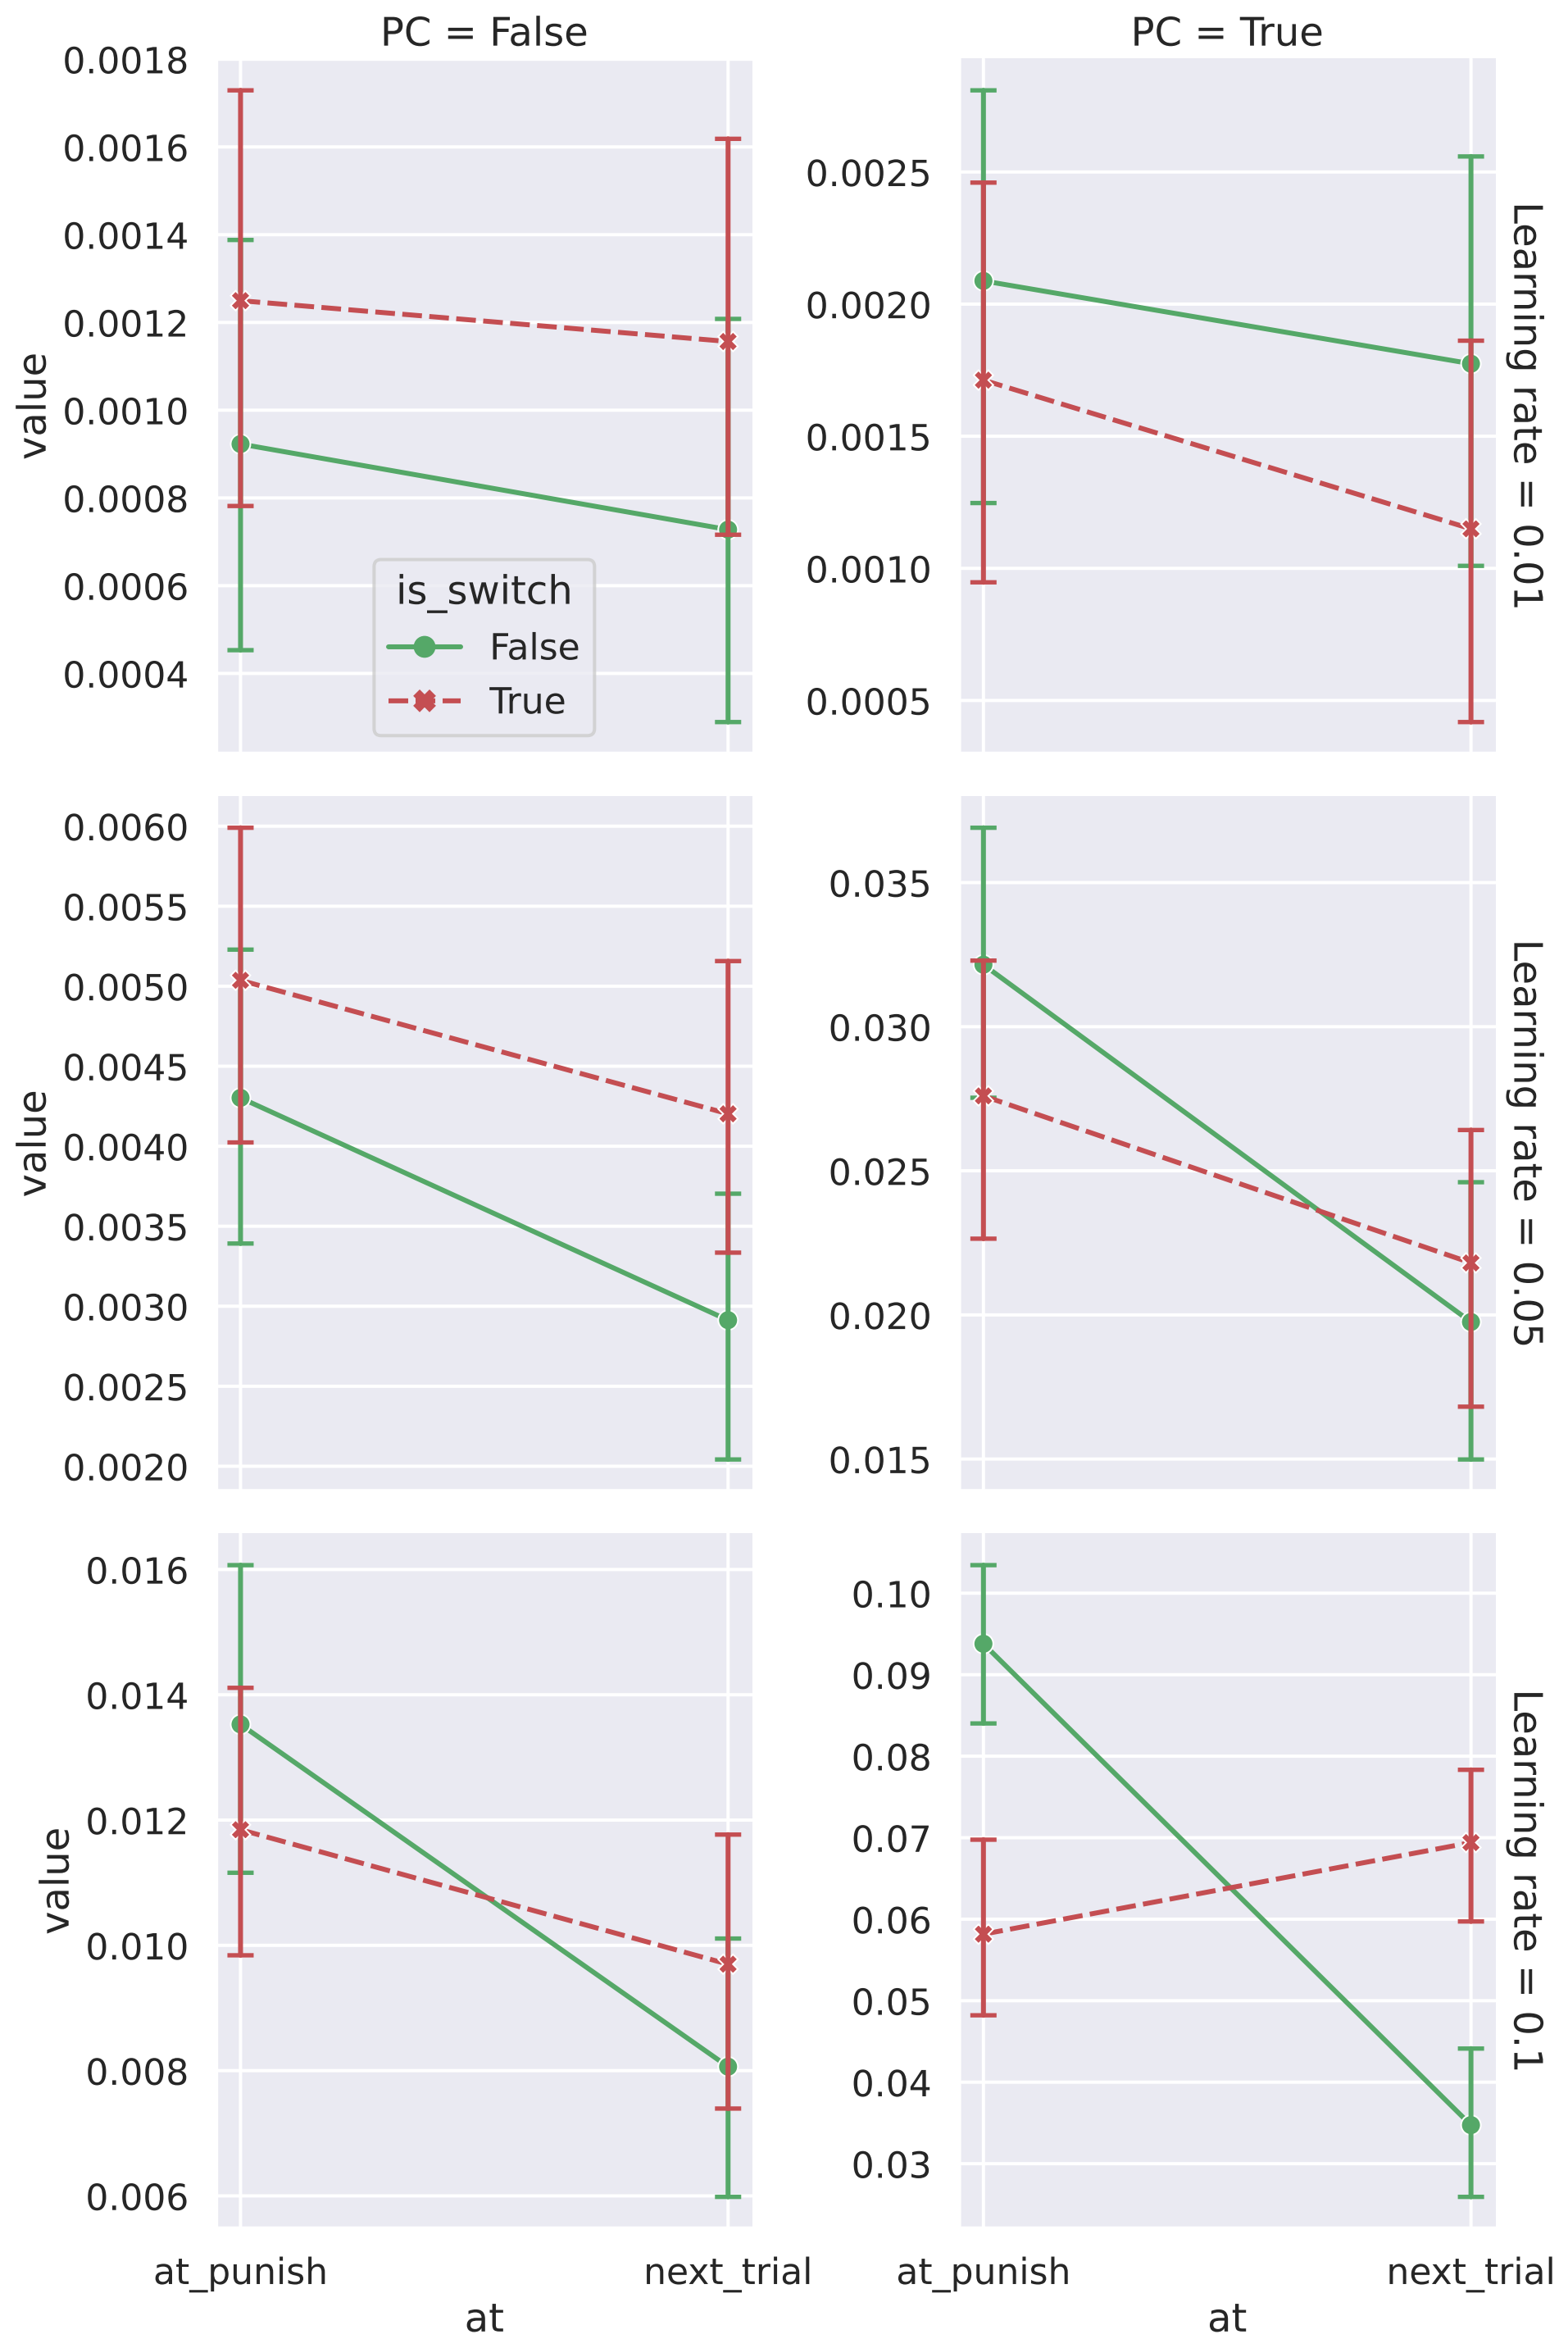 PC = False
PC = True
0.0018
0.0016
0.0014
0.0012
0.0010
0.0008
0.0006
0.0004
value
is_switch
False
True
0.0025
0.0020
0.0015
0.0010
0.0005
Learning rate = 0.01
0.0060
0.0055
0.0050
0.0045
0.0040
0.0035
0.0030
0.0025
0.0020
value
0.035
0.030
0.025
0.020
0.015
Learning rate = 0.05
0.016
0.014
0.012
0.010
0.008
0.006
value
at_punish
next_trial
at
0.10
0.09
0.08
0.07
0.06
0.05
0.04
0.03
Learning rate = 0.1
at_punish
next_trial
at